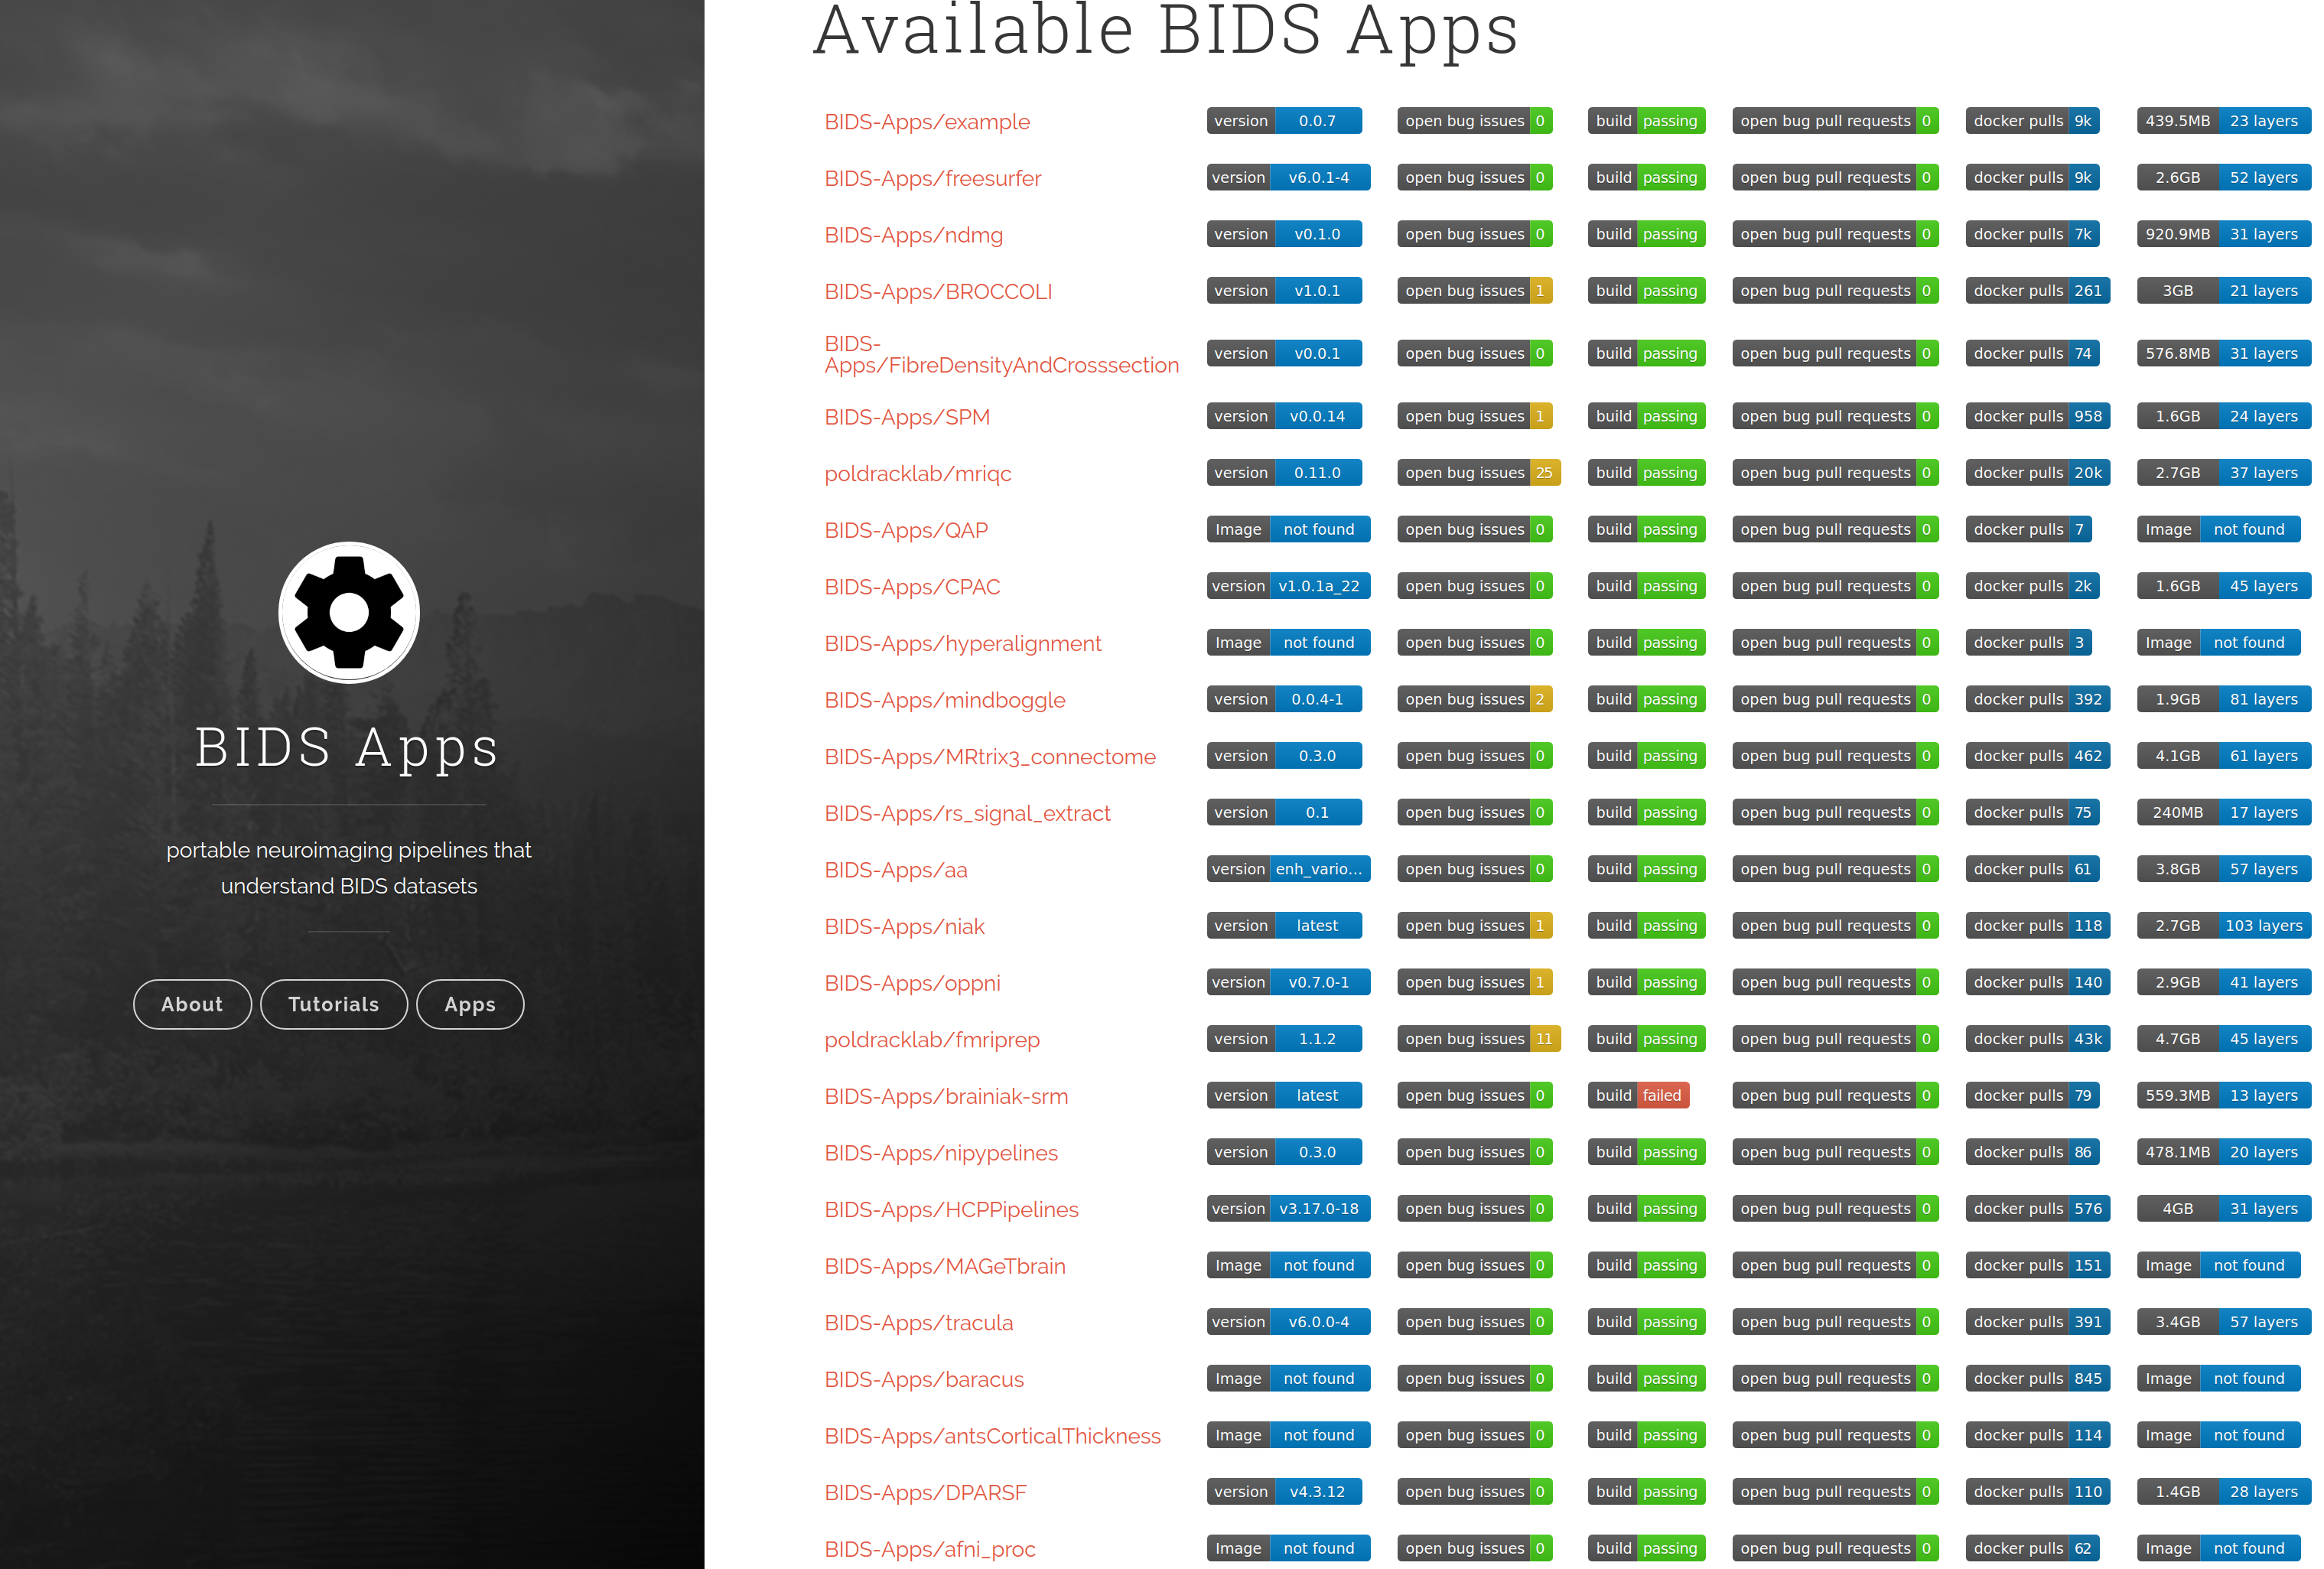 BIDS Apps
portable neuroimaging pipelines that
understand BIDS datasets
About Tutorials Apps
Available BIDS Apps
BIDS-Apps/example version 0.0.7 open bug issues 0 build passing open bug pull requests 0 docker pulls 9k 439.5MB 23 layers
BIDS-Apps/freesurfer version v6.0.1-4 open bug issues 0 build passing open bug pull requests 0 docker pulls 9k 2.6GB 52 layers
BIDS-Apps/ndmg version v0.1.0 open bug issues 0 build passing open bug pull requests 0 docker pulls 7k 920.9MB 31 layers
BIDS-Apps/BROCCOLI version v1.0.1 open bug issues 1 build passing open bug pull requests 0 docker pulls 261 3GB 21 layers
BIDS-
Apps/FibreDensityAndCrosssection version v0.0.1 open bug issues 0 build passing open bug pull requests 0 docker pulls 74 576.8MB 31 layers
BIDS-Apps/SPM version v0.0.14 open bug issues 1 build passing open bug pull requests 0 docker pulls 958 1.6GB 24 layers
poldracklab/mriqc version 0.11.0 open bug issues 25 build passing open bug pull requests 0 docker pulls 20k 2.7GB 37 layers
BIDS-Apps/QAP Image not found open bug issues 0 build passing open bug pull requests 0 docker pulls 7 Image not found
BIDS-Apps/CPAC version v1.0.1a_22 open bug issues 0 build passing open bug pull requests 0 docker pulls 2k 1.6GB 45 layers
BIDS-Apps/hyperalignment Image not found open bug issues 0 build passing open bug pull requests 0 docker pulls 3 Image not found
BIDS-Apps/mindboggle version 0.0.4-1 open bug issues 2 build passing open bug pull requests 0 docker pulls 392 1.9GB 81 layers
BIDS-Apps/MRtrix3_connectome version 0.3.0 open bug issues 0 build passing open bug pull requests 0 docker pulls 462 4.1GB 61 layers
BIDS-Apps/rs_signal_extract version 0.1 open bug issues 0 build passing open bug pull requests 0 docker pulls 75 240MB 17 layers
BIDS-Apps/aa version enh_vario... open bug issues 0 build passing open bug pull requests 0 docker pulls 61 3.8GB 57 layers
BIDS-Apps/niak version latest open bug issues 1 build passing open bug pull requests 0 docker pulls 118 2.7GB 103 layers
BIDS-Apps/oppni version v0.7.0-1 open bug issues 1 build passing open bug pull requests 0 docker pulls 140 2.9GB 41 layers
poldracklab/fmriprep version 1.1.2 open bug issues 11 build passing open bug pull requests 0 docker pulls 43k 4.7GB 45 layers
BIDS-Apps/brainiak-srm version latest open bug issues 0 build failed open bug pull requests 0 docker pulls 79 559.3MB 13 layers
BIDS-Apps/nipypelines version 0.3.0 open bug issues 0 build passing open bug pull requests 0 docker pulls 86 478.1MB 20 layers
BIDS-Apps/HCPPipelines version v3.17.0-18 open bug issues 0 build passing open bug pull requests 0 docker pulls 576 4GB 31 layers
BIDS-Apps/MAGeTbrain Image not found open bug issues 0 build passing open bug pull requests 0 docker pulls 151 Image not found
BIDS-Apps/tracula version v6.0.0-4 open bug issues 0 build passing open bug pull requests 0 docker pulls 391 3.4GB 57 layers
BIDS-Apps/baracus Image not found open bug issues 0 build passing open bug pull requests 0 docker pulls 845 Image not found
BIDS-Apps/antsCorticalThickness Image not found open bug issues 0 build passing open bug pull requests 0 docker pulls 114 Image not found
BIDS-Apps/DPARSF version v4.3.12 open bug issues 0 build passing open bug pull requests 0 docker pulls 110 1.4GB 28 layers
BIDS-Apps/afni_proc Image not found open bug issues 0 build passing open bug pull requests 0 docker pulls 62 Image not found